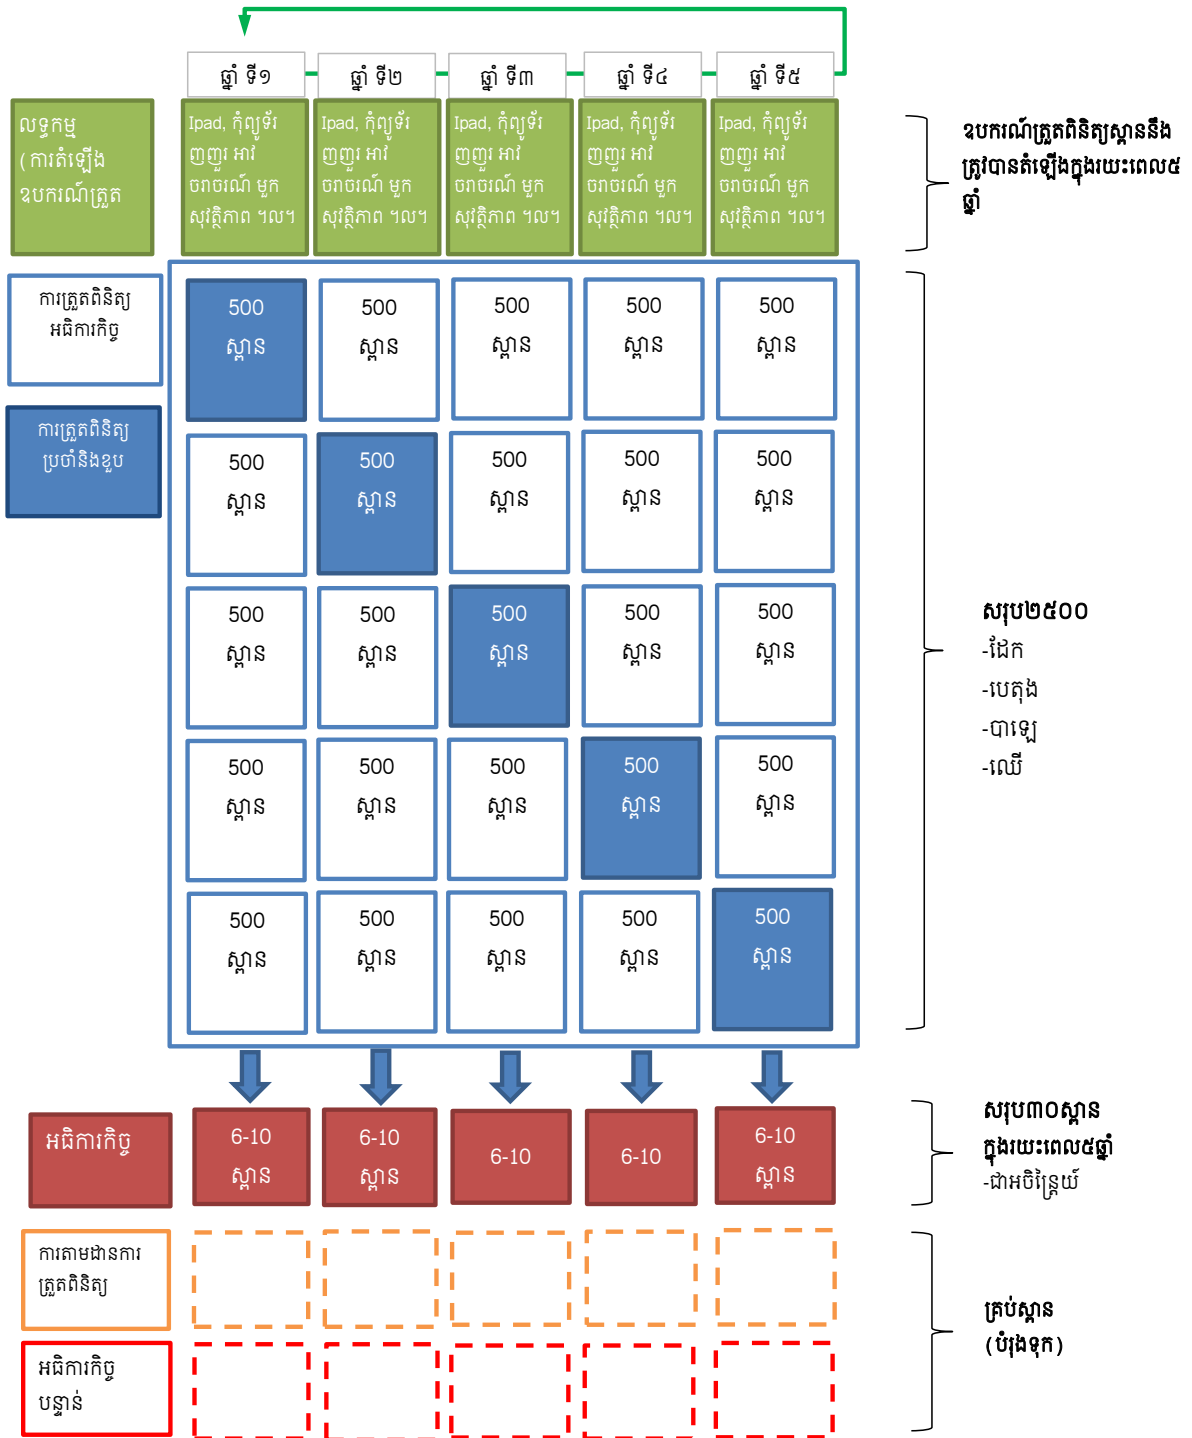 ឆ្នាំ ទី១
ឆ្នាំ ទី២
ឆ្នាំ ទី៣
ឆ្នាំ ទី៤
ឆ្នាំ ទី៥
លទ្ធកម្ម
(ការតំឡើង
ឧបករណ៍ត្រួត
Ipad, កុំព្យូទ័រ
ញញួរ អាវ
ចរាចរណ៍ មួក
សុវត្ថិភាព ។ល។
Ipad, កុំព្យូទ័រ
ញញួរ អាវ
ចរាចរណ៍ មួក
សុវត្ថិភាព ។ល។
Ipad, កុំព្យូទ័រ
ញញួរ អាវ
ចរាចរណ៍ មួក
សុវត្ថិភាព ។ល។
Ipad, កុំព្យូទ័រ
ញញួរ អាវ
ចរាចរណ៍ មួក
សុវត្ថិភាព ។ល។
Ipad, កុំព្យូទ័រ
ញញួរ អាវ
ចរាចរណ៍ មួក
សុវត្ថិភាព ។ល។
ឧបករណ៍ត្រួតពិនិត្យស្ពាននឹង
ត្រូវបានតំឡើងក្នុងរយះពេល៥
ឆ្នាំ
ការត្រួតពិនិត្យ
អធិការកិច្ច
ការត្រួតពិនិត្យ
ប្រចាំនិងខួប
500
ស្ពាន
500
ស្ពាន
500
ស្ពាន
500
ស្ពាន
500
ស្ពាន
500
ស្ពាន
500
ស្ពាន
500
ស្ពាន
500
ស្ពាន
500
ស្ពាន
500
ស្ពាន
500
ស្ពាន
500
ស្ពាន
500
ស្ពាន
500
ស្ពាន
500
ស្ពាន
500
ស្ពាន
500
ស្ពាន
500
ស្ពាន
500
ស្ពាន
500
ស្ពាន
500
ស្ពាន
500
ស្ពាន
500
ស្ពាន
500
ស្ពាន
សរុប២៥០០
-ដែក
-បេតុង
-បាឡេ
-ឈើ
អធិការកិច្ច
6-10
ស្ពាន
6-10
ស្ពាន
6-10
6-10
6-10
ស្ពាន
សរុប៣០ស្ពាន
ក្នុងរយះពេល៥ឆ្នាំ
-ជាអចិន្ត្រៃយ៍
ការតាមដានការ
ត្រួតពិនិត្យ
អធិការកិច្ច
បន្ទាន់
គ្រប់ស្ពាន
(បំរុងទុក)